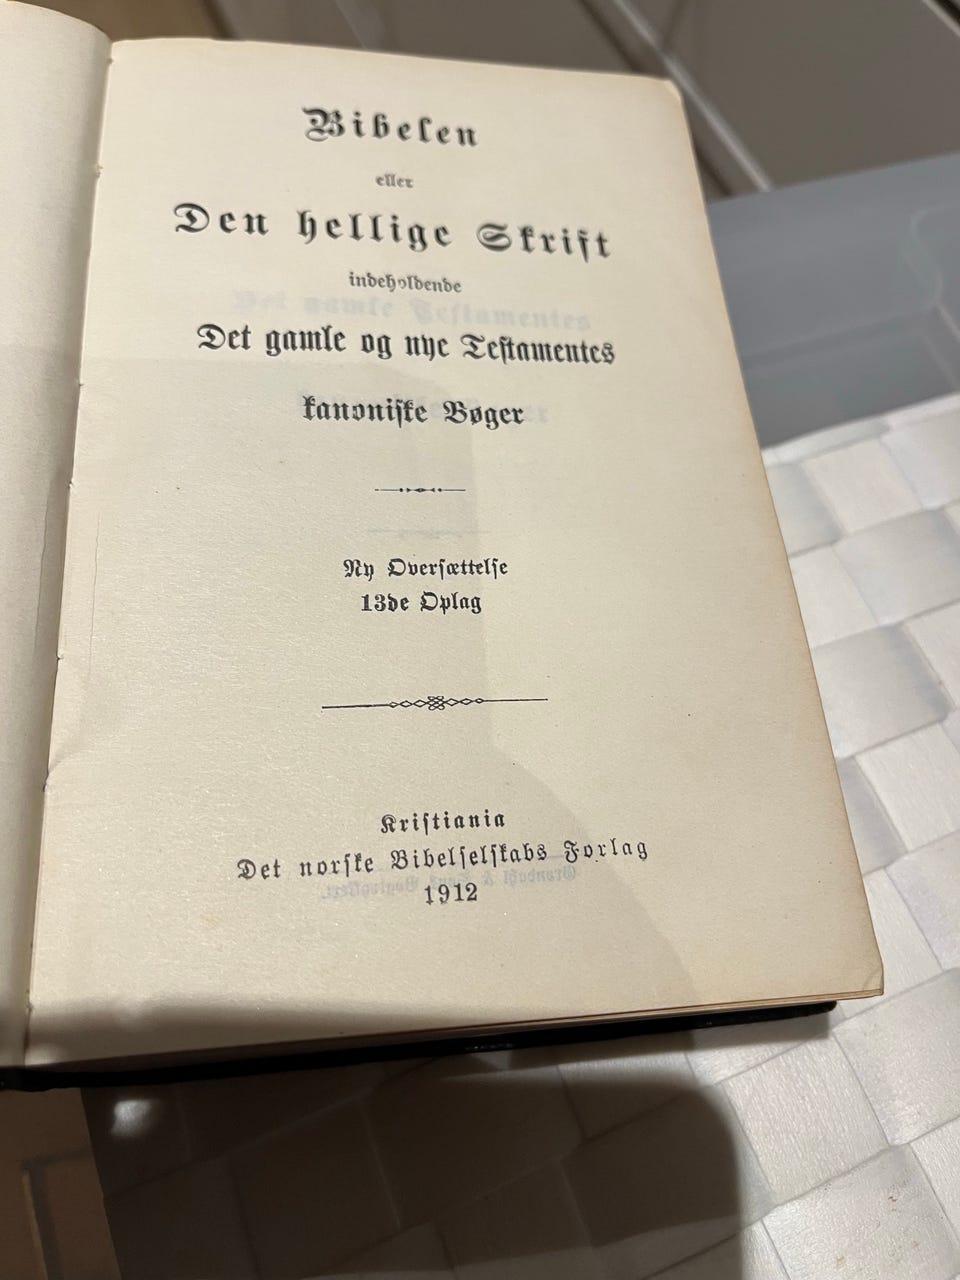 Bibelen
eller
Den hellige Skrift
indeholdende
Det gamle og nye Testamentes
kanoniske Bøger
Ny Oversættelse
13de Oplag
Kristiania
Det norske Bibelselskabs Forlag
1912